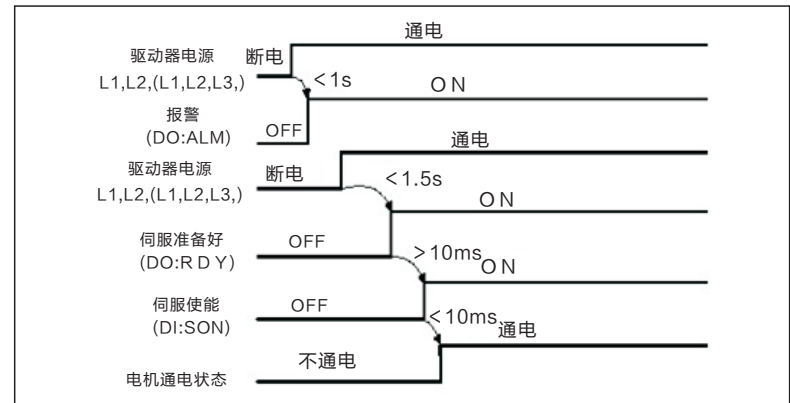 通电
驱动器电源 断电
L1,L2,(L1,L2,L3,) <1s ON
报警
(DO:ALM) OFF
通电
驱动器电源 断电
L1,L2,(L1,L2,L3,) <1.5s
ON
伺服准备好 OFF
(DO:RDY) >10ms
ON
伺服使能 OFF
(DI:SON) <10ms
通电
不通电
电机通电状态